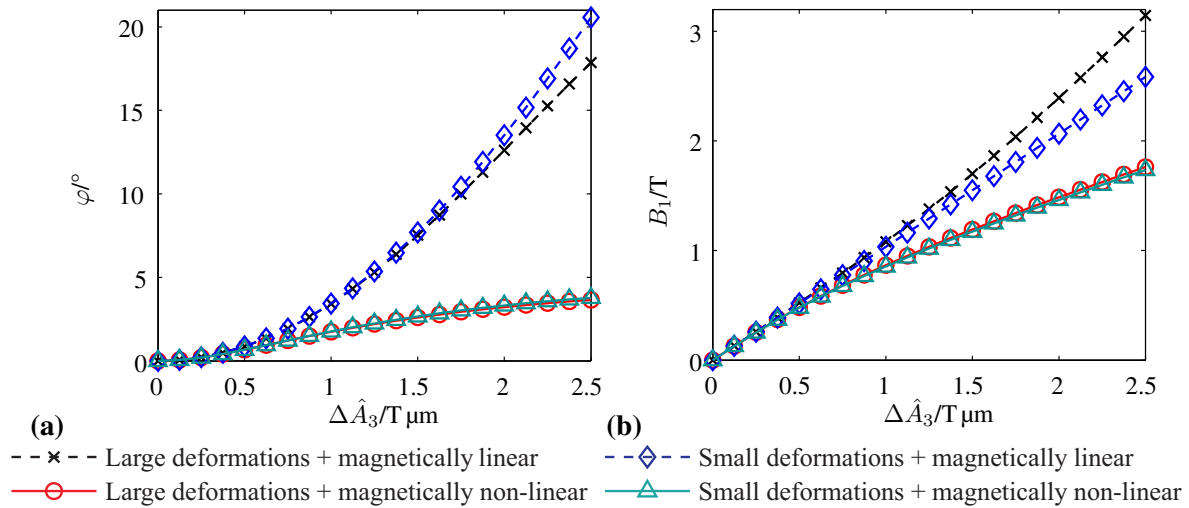 20
15
10
5
0
φ/°
0 0.5 1 1.5 2 2.5
ΔÂ₃/T μm
(a)
3
2
1
0
B₁/T
0 0.5 1 1.5 2 2.5
ΔÂ₃/T μm
(b)
Large deformations + magnetically linear
Small deformations + magnetically linear
Large deformations + magnetically non-linear
Small deformations + magnetically non-linear